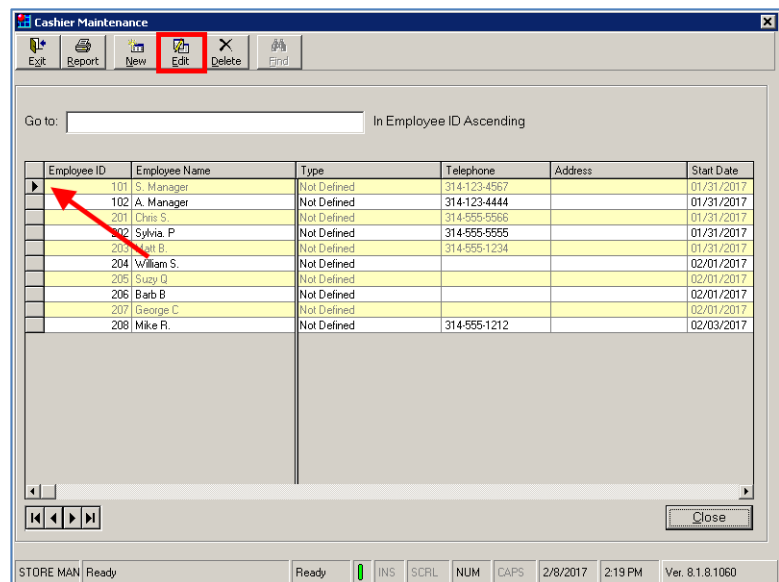 Cashier Maintenance
Exit Report New Edit Delete Find
Go to: In Employee ID Ascending
Employee ID Employee Name Type Telephone Address Start Date
101 S. Manager Not Defined 314-123-4567 01/31/2017
102 A. Manager Not Defined 314-123-4444 01/31/2017
201 Chris S. Not Defined 314-555-5566 01/31/2017
202 Sylvia. P Not Defined 314-555-5555 01/31/2017
203 Matt B. Not Defined 314-555-1234 01/31/2017
204 William S. Not Defined 02/01/2017
205 Suzy Q Not Defined 02/01/2017
206 Barb B Not Defined 02/01/2017
207 George C Not Defined 02/01/2017
208 Mike R. Not Defined 314-555-1212 02/03/2017
Close
STORE MAN Ready Ready INS SCRL NUM CAPS 2/8/2017 2:19 PM Ver. 8.1.8.1060